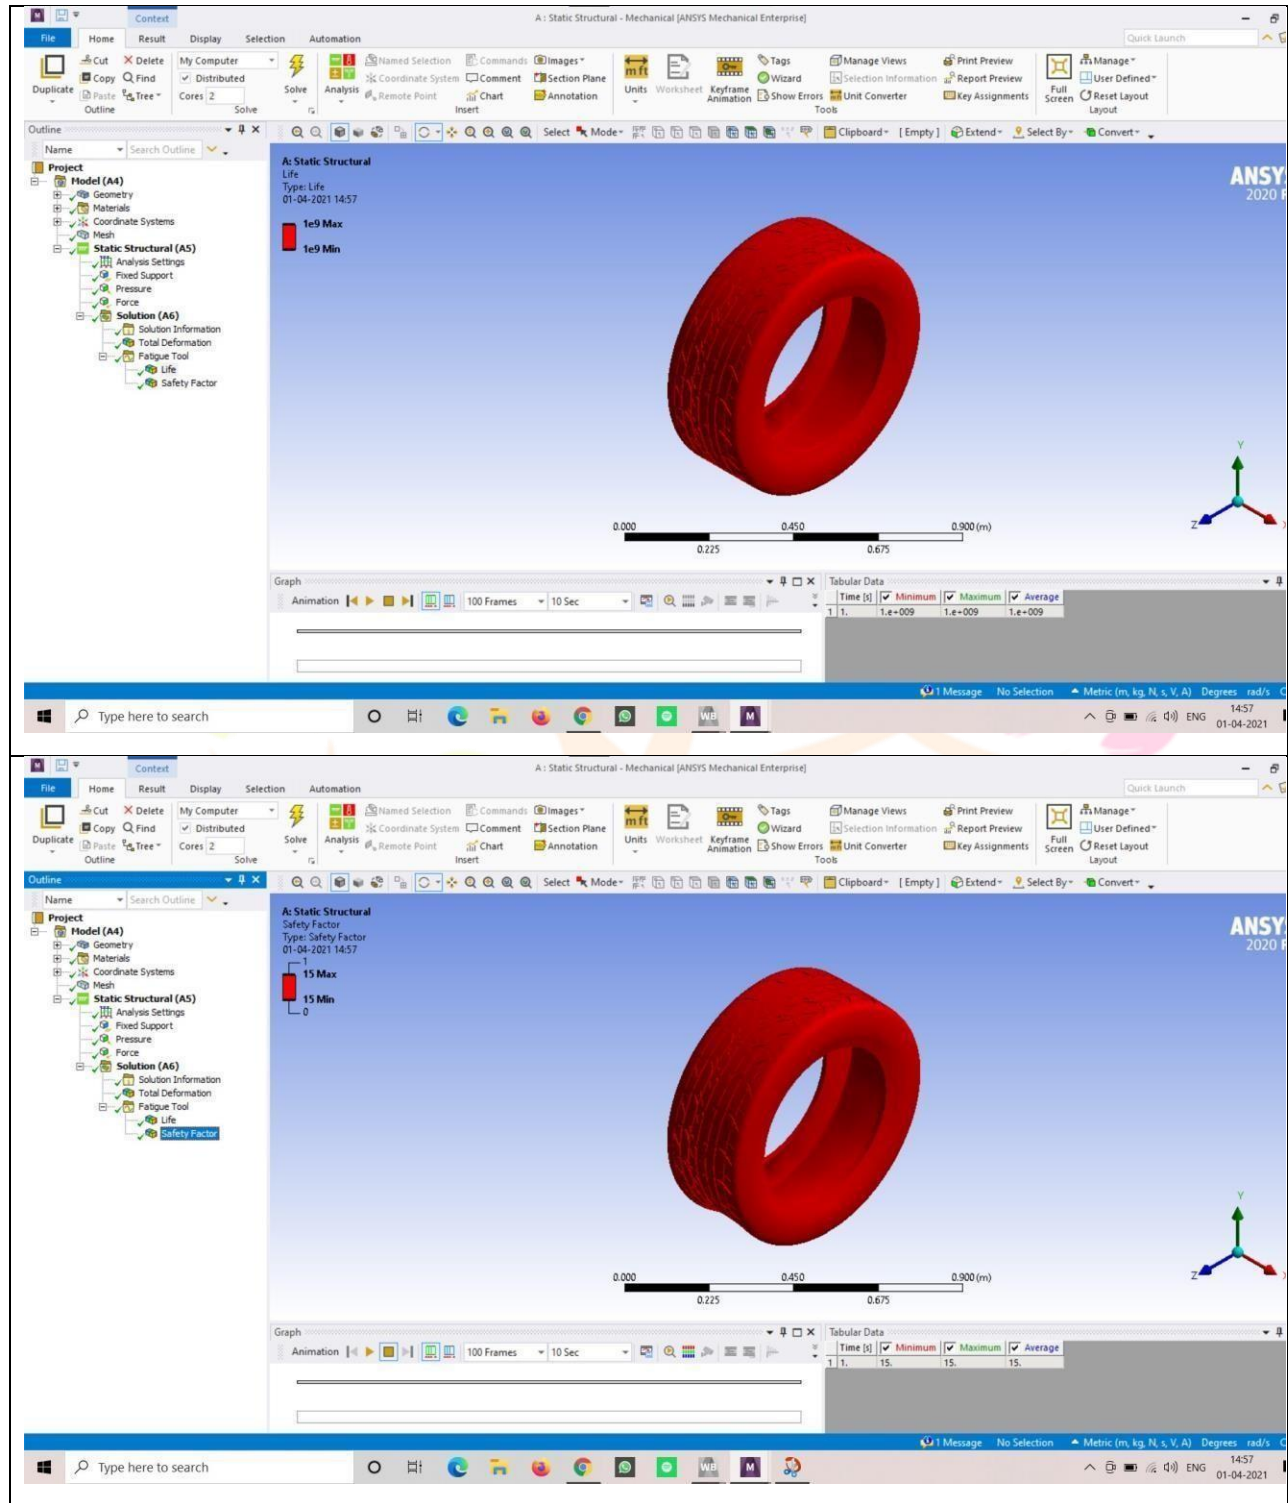 Context
A : Static Structural - Mechanical [ANSYS Mechanical Enterprise]
File Home Result Display Selection Automation
Quick Launch
Cut Delete My Computer Named Selection Commands Images Tags Manage Views Print Preview Manage
Copy Find Distributed Coordinate System Comment Section Plane Wizard Selection Information Report Preview User Defined
Duplicate Paste Tree Cores 2 Solve Analysis Remote Point Chart Annotation Units Worksheet Keyframe Animation Show Errors Unit Converter Key Assignments Full Screen Reset Layout
Outline Solve Insert Tools Layout
Outline
Select Mode Clipboard [ Empty ] Extend Select By Convert
Name Search Outline
Project
Model (A4)
Geometry
Materials
Coordinate Systems
Mesh
Static Structural (A5)
Analysis Settings
Fixed Support
Pressure
Force
Solution (A6)
Solution Information
Total Deformation
Fatigue Tool
Life
Safety Factor
A: Static Structural
Life
Type: Life
01-04-2021 14:57
1e9 Max
1e9 Min
ANSY
2020
Y
Z
0.000 0.450 0.900 (m)
0.225 0.675
Graph
Animation 100 Frames 10 Sec
Tabular Data
Time [s] Minimum Maximum Average
1 1. 1.e+009 1.e+009 1.e+009
1 Message No Selection Metric (m, kg, N, s, V, A) Degrees rad/s
Type here to search
WB M
ENG
14:57
01-04-2021
Context
A : Static Structural - Mechanical [ANSYS Mechanical Enterprise]
File Home Result Display Selection Automation
Quick Launch
Cut Delete My Computer Named Selection Commands Images Tags Manage Views Print Preview Manage
Copy Find Distributed Coordinate System Comment Section Plane Wizard Selection Information Report Preview User Defined
Duplicate Paste Tree Cores 2 Solve Analysis Remote Point Chart Annotation Units Worksheet Keyframe Animation Show Errors Unit Converter Key Assignments Full Screen Reset Layout
Outline Solve Insert Tools Layout
Outline
Select Mode Clipboard [ Empty ] Extend Select By Convert
Name Search Outline
Project
Model (A4)
Geometry
Materials
Coordinate Systems
Mesh
Static Structural (A5)
Analysis Settings
Fixed Support
Pressure
Force
Solution (A6)
Solution Information
Total Deformation
Fatigue Tool
Life
Safety Factor
A: Static Structural
Safety Factor
Type: Safety Factor
01-04-2021 14:57
1
15 Max
15 Min
0
ANSY
2020
Y
Z
0.000 0.450 0.900 (m)
0.225 0.675
Graph
Animation 100 Frames 10 Sec
Tabular Data
Time [s] Minimum Maximum Average
1 1. 15. 15. 15.
1 Message No Selection Metric (m, kg, N, s, V, A) Degrees rad/s
Type here to search
WB M
ENG
14:57
01-04-2021